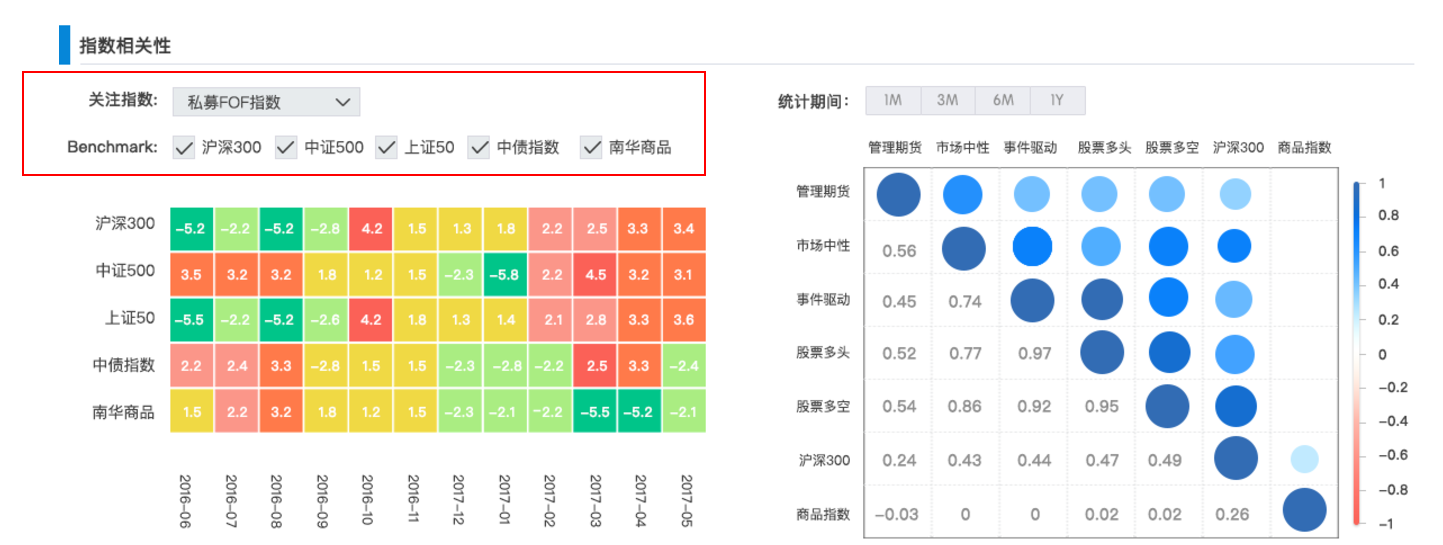 指数相关性
关注指数: 私募FOF指数
Benchmark: 沪深300 中证500 上证50 中债指数 南华商品
沪深300 −5.2 −2.2 −5.2 −2.8 4.2 1.5 1.3 1.8 2.2 2.5 3.3 3.4
中证500 3.5 3.2 3.2 1.8 1.2 1.5 −2.3 −5.8 2.2 4.5 3.2 3.1
上证50 −5.5 −2.2 −5.2 −2.6 4.2 1.8 1.3 1.4 2.1 2.8 3.3 3.6
中债指数 2.2 2.4 3.3 −2.8 1.5 1.5 −2.3 −2.8 −2.2 2.5 3.3 −2.4
南华商品 1.5 2.2 3.2 1.8 1.2 1.5 −2.3 −2.1 −2.2 −5.5 −5.2 −2.1
2016−06 2016−07 2016−08 2016−09 2016−10 2016−11 2017−12 2017−01 2017−02 2017−03 2017−04 2017−05
统计期间: 1M 3M 6M 1Y
管理期货 市场中性 事件驱动 股票多头 股票多空 沪深300 商品指数
管理期货
市场中性 0.56
事件驱动 0.45 0.74
股票多头 0.52 0.77 0.97
股票多空 0.54 0.86 0.92 0.95
沪深300 0.24 0.43 0.44 0.47 0.49
商品指数 −0.03 0 0 0.02 0.02 0.26
1
0.8
0.6
0.4
0.2
0
−0.2
−0.4
−0.6
−0.8
−1